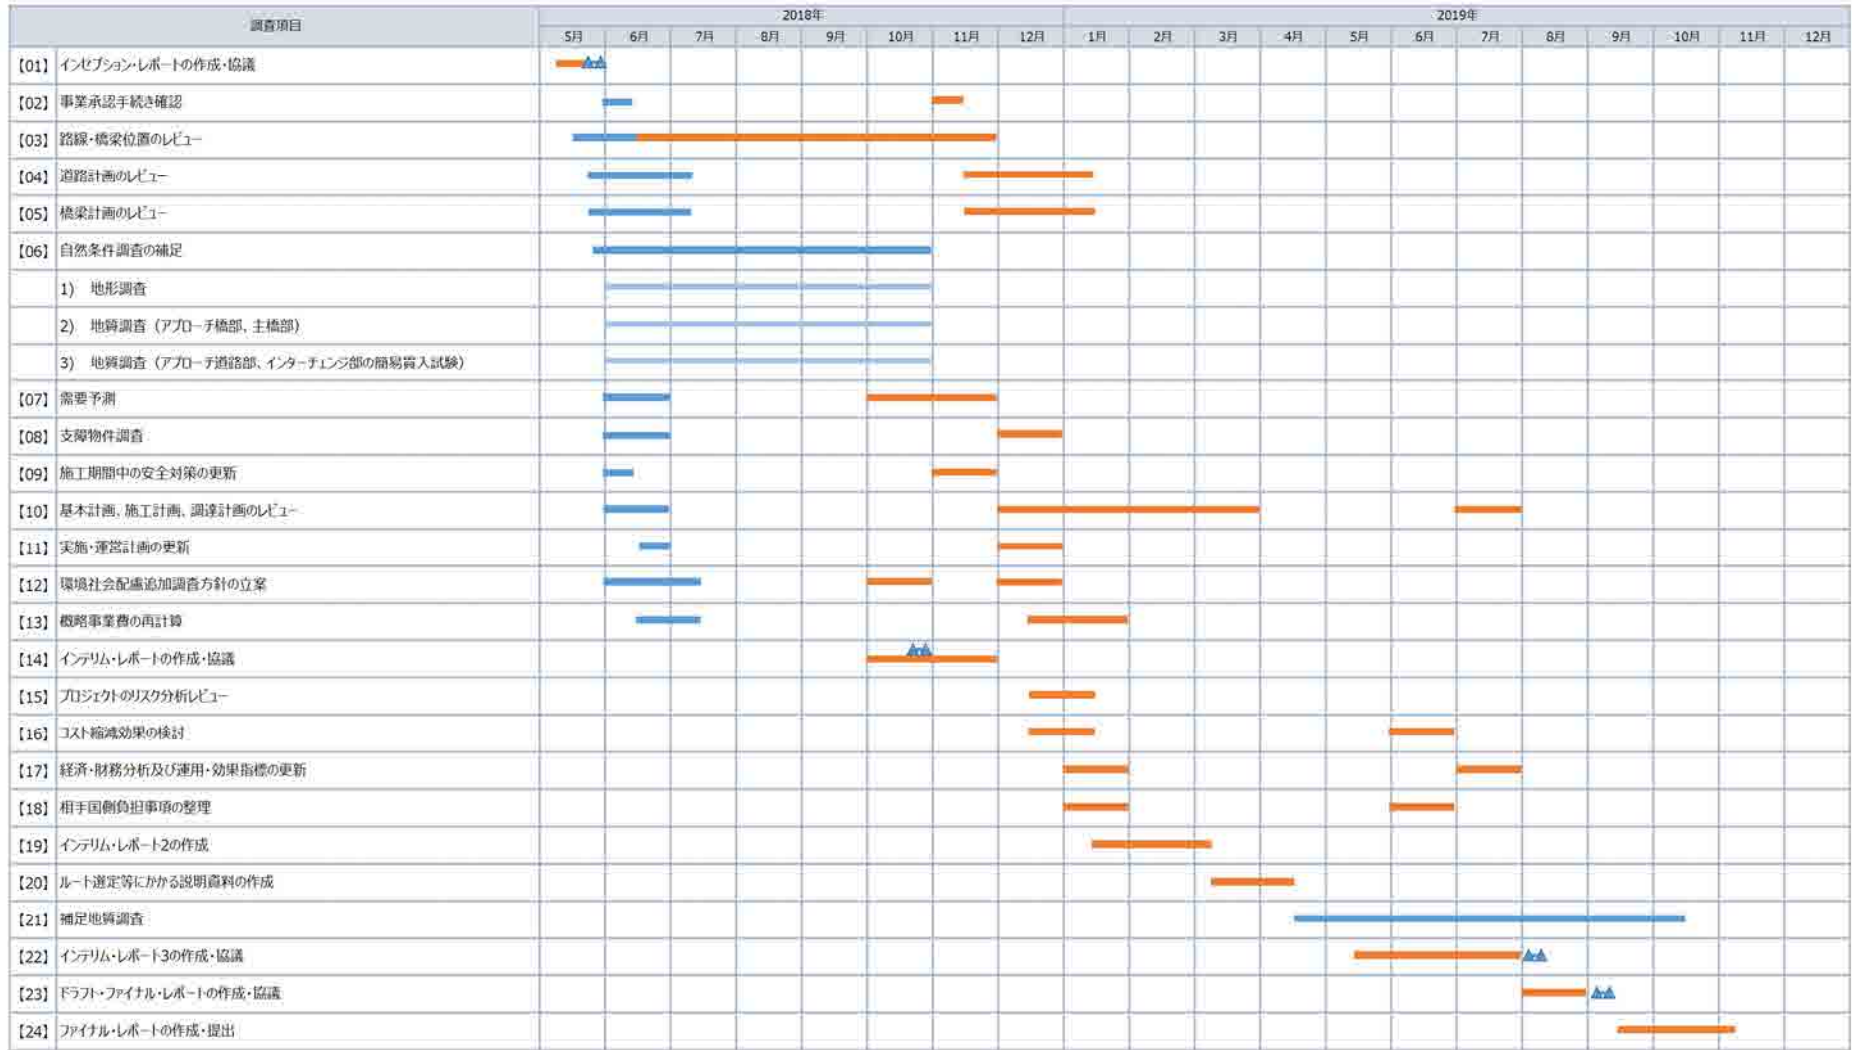 調査項目
2018年
2019年
5月 6月 7月 8月 9月 10月 11月 12月 1月 2月 3月 4月 5月 6月 7月 8月 9月 10月 11月 12月
【01】 インセプション・レポートの作成・協議
【02】 事業承認手続き確認
【03】 路線・橋梁位置のレビュー
【04】 道路計画のレビュー
【05】 橋梁計画のレビュー
【06】 自然条件調査の補足
1) 地形調査
2) 地質調査（アプローチ橋部、主橋部）
3) 地質調査（アプローチ道路部、インターチェンジ部の簡易貫入試験）
【07】 需要予測
【08】 支障物件調査
【09】 施工期間中の安全対策の更新
【10】 基本計画、施工計画、調達計画のレビュー
【11】 実施・運営計画の更新
【12】 環境社会配慮追加調査方針の立案
【13】 概略事業費の再計算
【14】 インテリム・レポートの作成・協議
【15】 プロジェクトのリスク分析レビュー
【16】 コスト縮減効果の検討
【17】 経済・財務分析及び運用・効果指標の更新
【18】 相手国側負担事項の整理
【19】 インテリム・レポート2の作成
【20】 ルート選定等にかかる説明資料の作成
【21】 補足地質調査
【22】 インテリム・レポート3の作成・協議
【23】 ドラフト・ファイナル・レポートの作成・協議
【24】 ファイナル・レポートの作成・提出